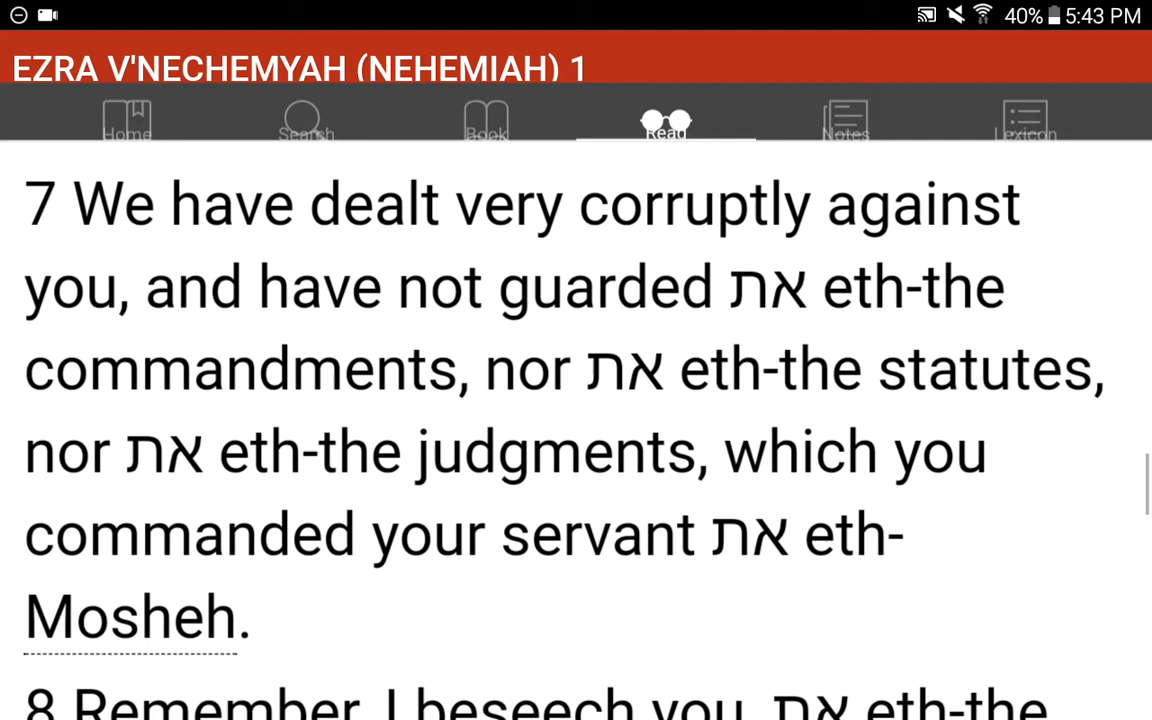 40% 5:43 PM
EZRA V'NECHEMYAH (NEHEMIAH) 1
Home Search Book Read Notes Lexicon
7 We have dealt very corruptly against
you, and have not guarded את eth-the
commandments, nor את eth-the statutes,
nor את eth-the judgments, which you
commanded your servant את eth-
Mosheh.
8 Remember, I beseech you, את eth-the